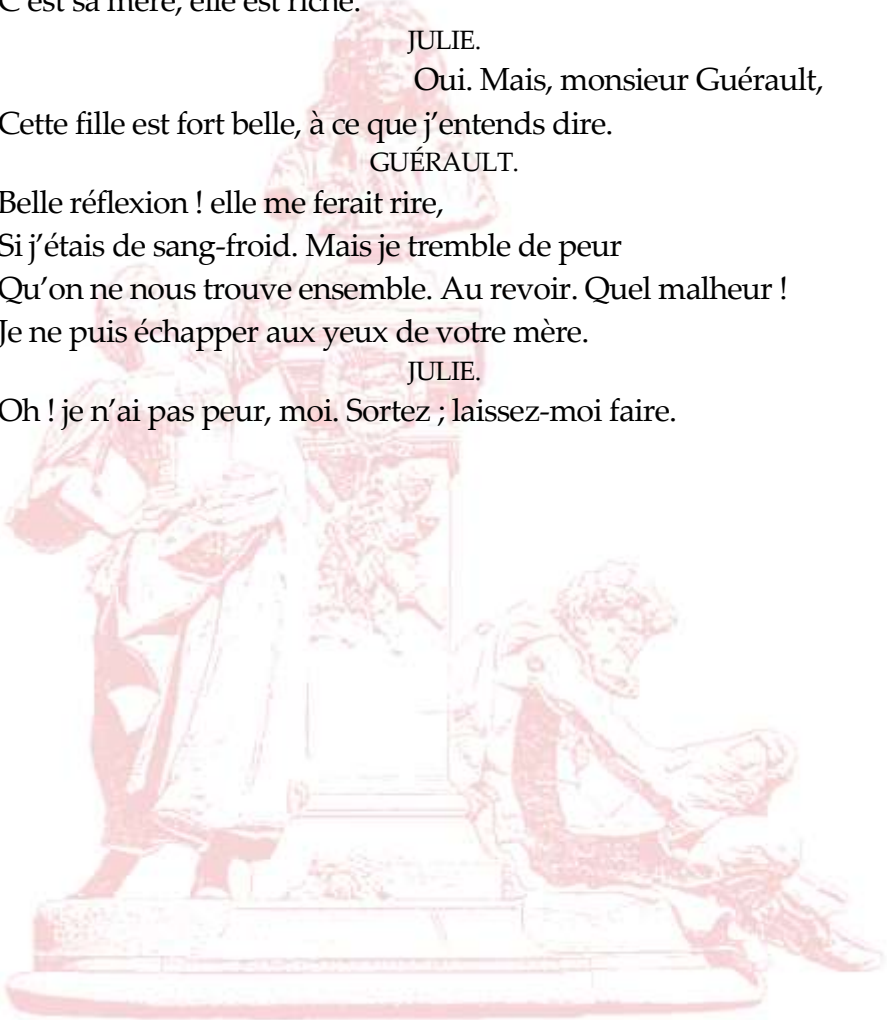 C’est sa mère, elle est riche.
JULIE.
Oui. Mais, monsieur Guérault,
Cette fille est fort belle, à ce que j’entends dire.
GUÉRAULT.
Belle réflexion ! elle me ferait rire,
Si j’étais de sang-froid. Mais je tremble de peur
Qu’on ne nous trouve ensemble. Au revoir. Quel malheur !
Je ne puis échapper aux yeux de votre mère.
JULIE.
Oh ! je n’ai pas peur, moi. Sortez ; laissez-moi faire.